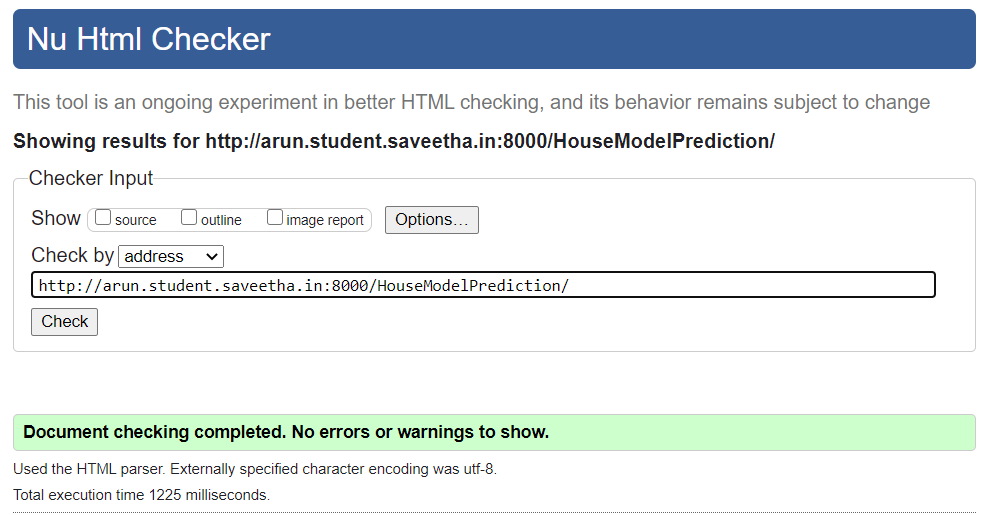 Nu Html Checker
This tool is an ongoing experiment in better HTML checking, and its behavior remains subject to change
Showing results for http://arun.student.saveetha.in:8000/HouseModelPrediction/
Checker Input
Show source outline image report Options...
Check by address
http://arun.student.saveetha.in:8000/HouseModelPrediction/
Check
Document checking completed. No errors or warnings to show.
Used the HTML parser. Externally specified character encoding was utf-8.
Total execution time 1225 milliseconds.